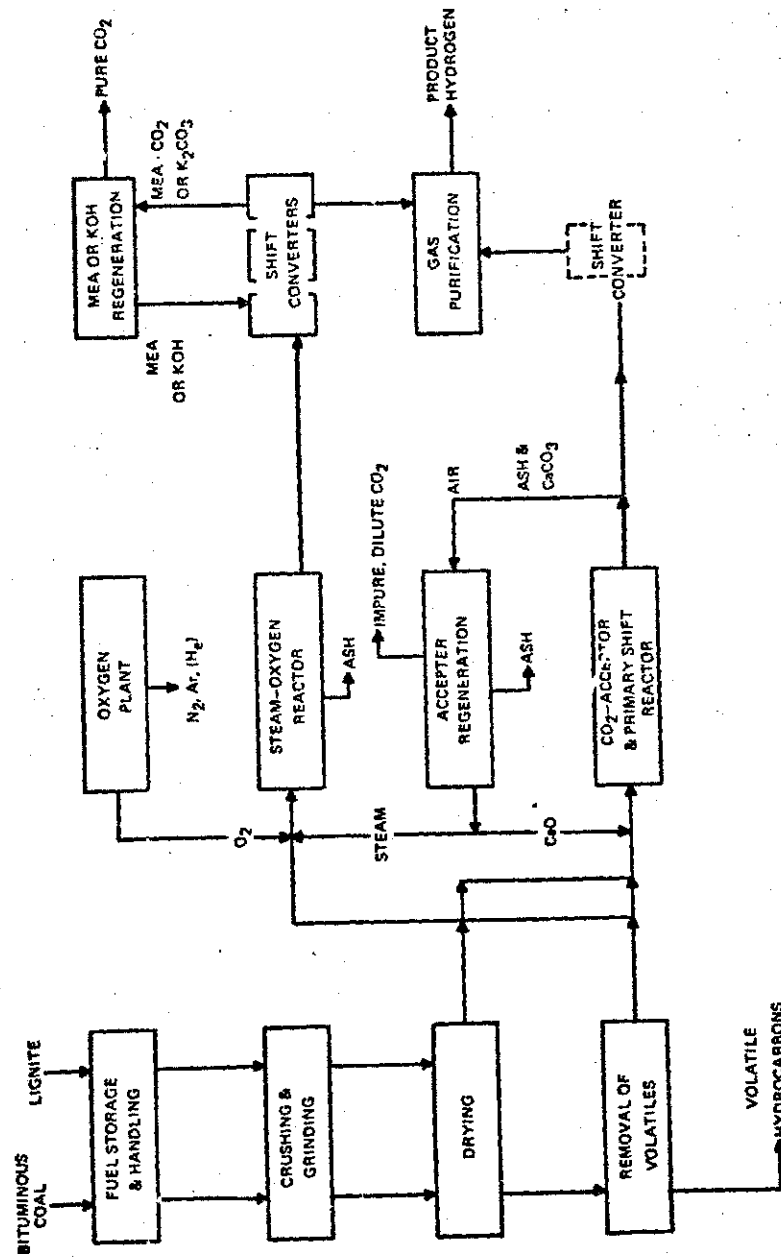 BITUMINOUS
COAL
LIGNITE
FUEL STORAGE
& HANDLING
CRUSHING &
GRINDING
DRYING
REMOVAL OF
VOLATILES
VOLATILE
HYDROCARBONS
OXYGEN
PLANT
N2, Ar, (He)
O2
STEAM-OXYGEN
REACTOR
ASH
STEAM
IMPURE, DILUTE CO2
ACCEPTER
REGENERATION
ASH
AIR
ASH &
CaCO3
CaO
CO2-ACCEPTOR
& PRIMARY SHIFT
REACTOR
MEA OR KOH
REGENERATION
PURE CO2
MEA
OR KOH
MEA · CO2
OR K2CO3
SHIFT
CONVERTERS
GAS
PURIFICATION
PRODUCT
HYDROGEN
SHIFT
CONVERTER